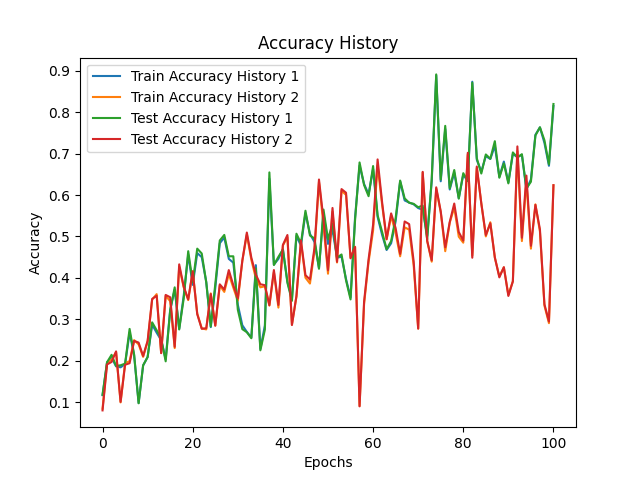 Accuracy History
Train Accuracy History 1
Train Accuracy History 2
Test Accuracy History 1
Test Accuracy History 2
Accuracy
0.9
0.8
0.7
0.6
0.5
0.4
0.3
0.2
0.1
0 20 40 60 80 100
Epochs